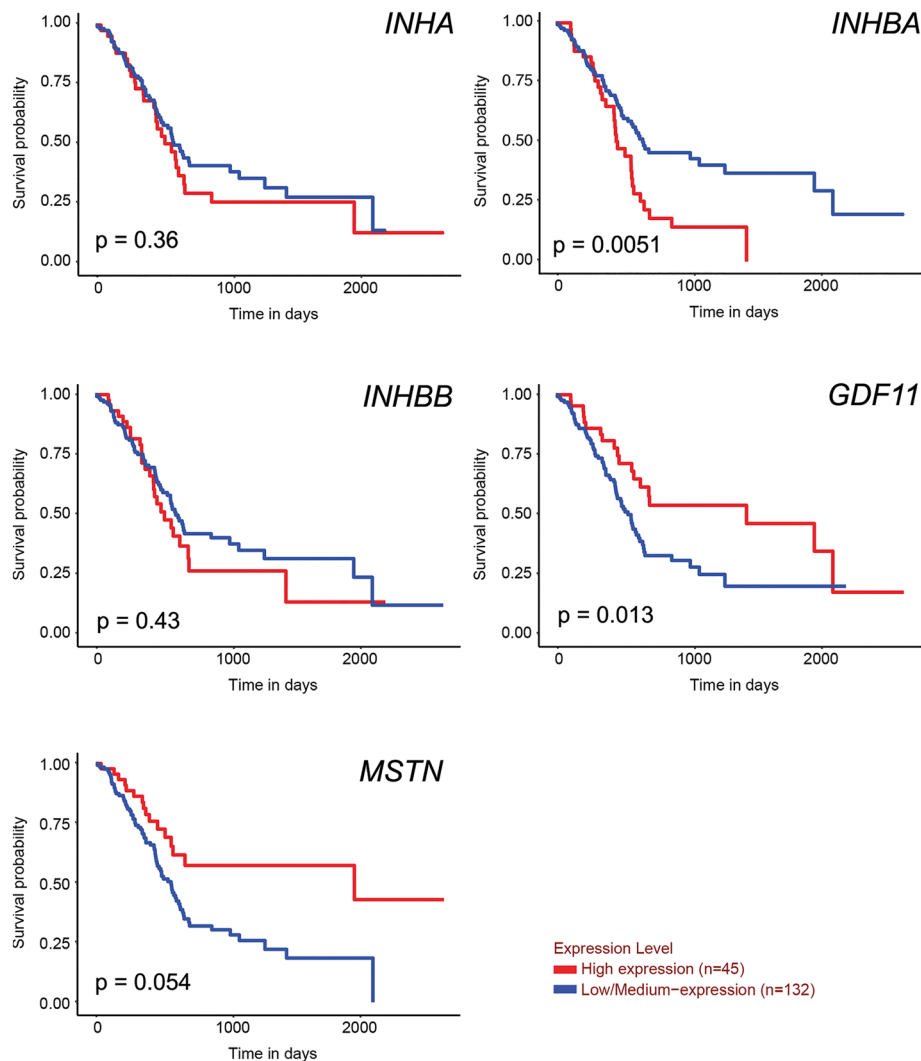 INHA
Survival probability
1.00
0.75
0.50
0.25
0.00
p = 0.36
0 1000 2000
Time in days
INHBA
Survival probability
1.00
0.75
0.50
0.25
0.00
p = 0.0051
0 1000 2000
Time in days
INHBB
Survival probability
1.00
0.75
0.50
0.25
0.00
p = 0.43
0 1000 2000
Time in days
GDF11
Survival probability
1.00
0.75
0.50
0.25
0.00
p = 0.013
0 1000 2000
Time in days
MSTN
Survival probability
1.00
0.75
0.50
0.25
0.00
p = 0.054
0 1000 2000
Time in days
Expression Level
High expression (n=45)
Low/Medium−expression (n=132)